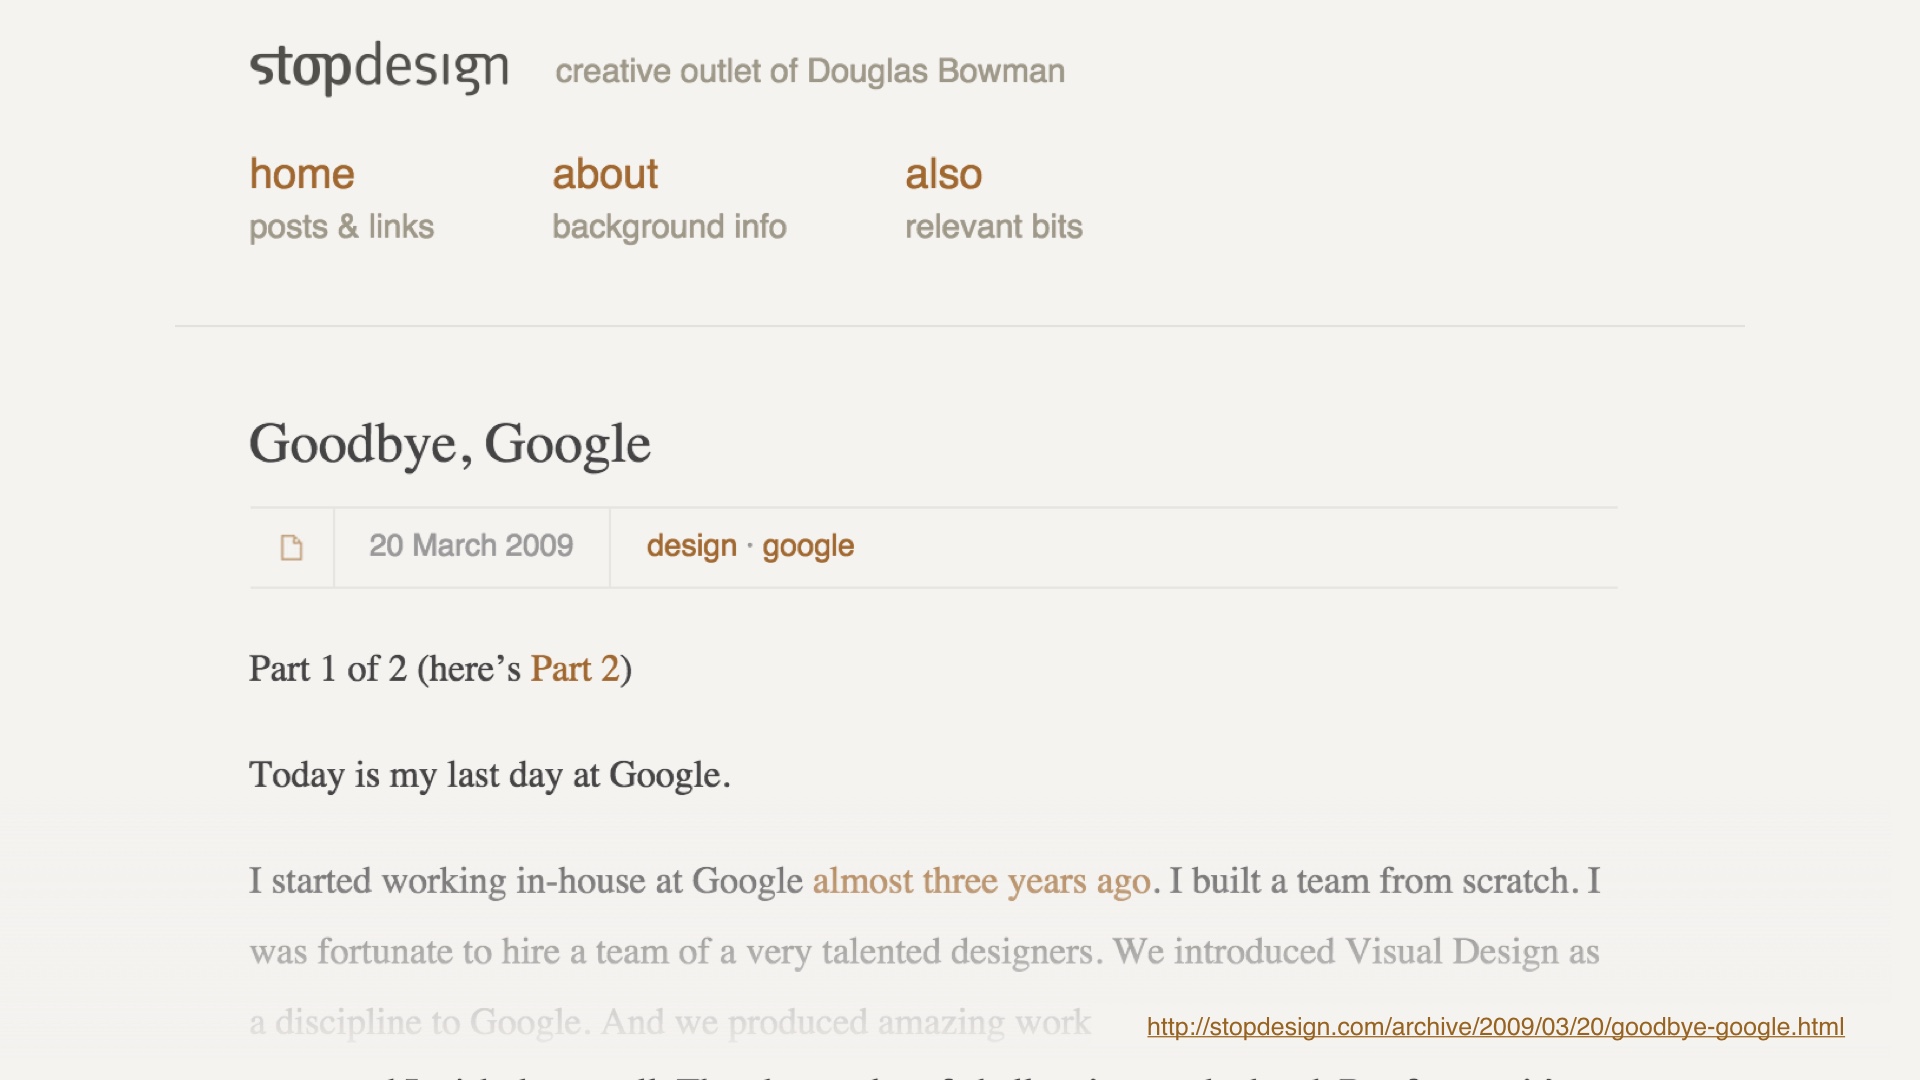 stopdesign creative outlet of Douglas Bowman
home about also
posts & links background info relevant bits
Goodbye, Google
20 March 2009 design · google
Part 1 of 2 (here’s Part 2)
Today is my last day at Google.
I started working in-house at Google almost three years ago. I built a team from scratch. I
was fortunate to hire a team of a very talented designers. We introduced Visual Design as
a discipline to Google. And we produced amazing work
http://stopdesign.com/archive/2009/03/20/goodbye-google.html